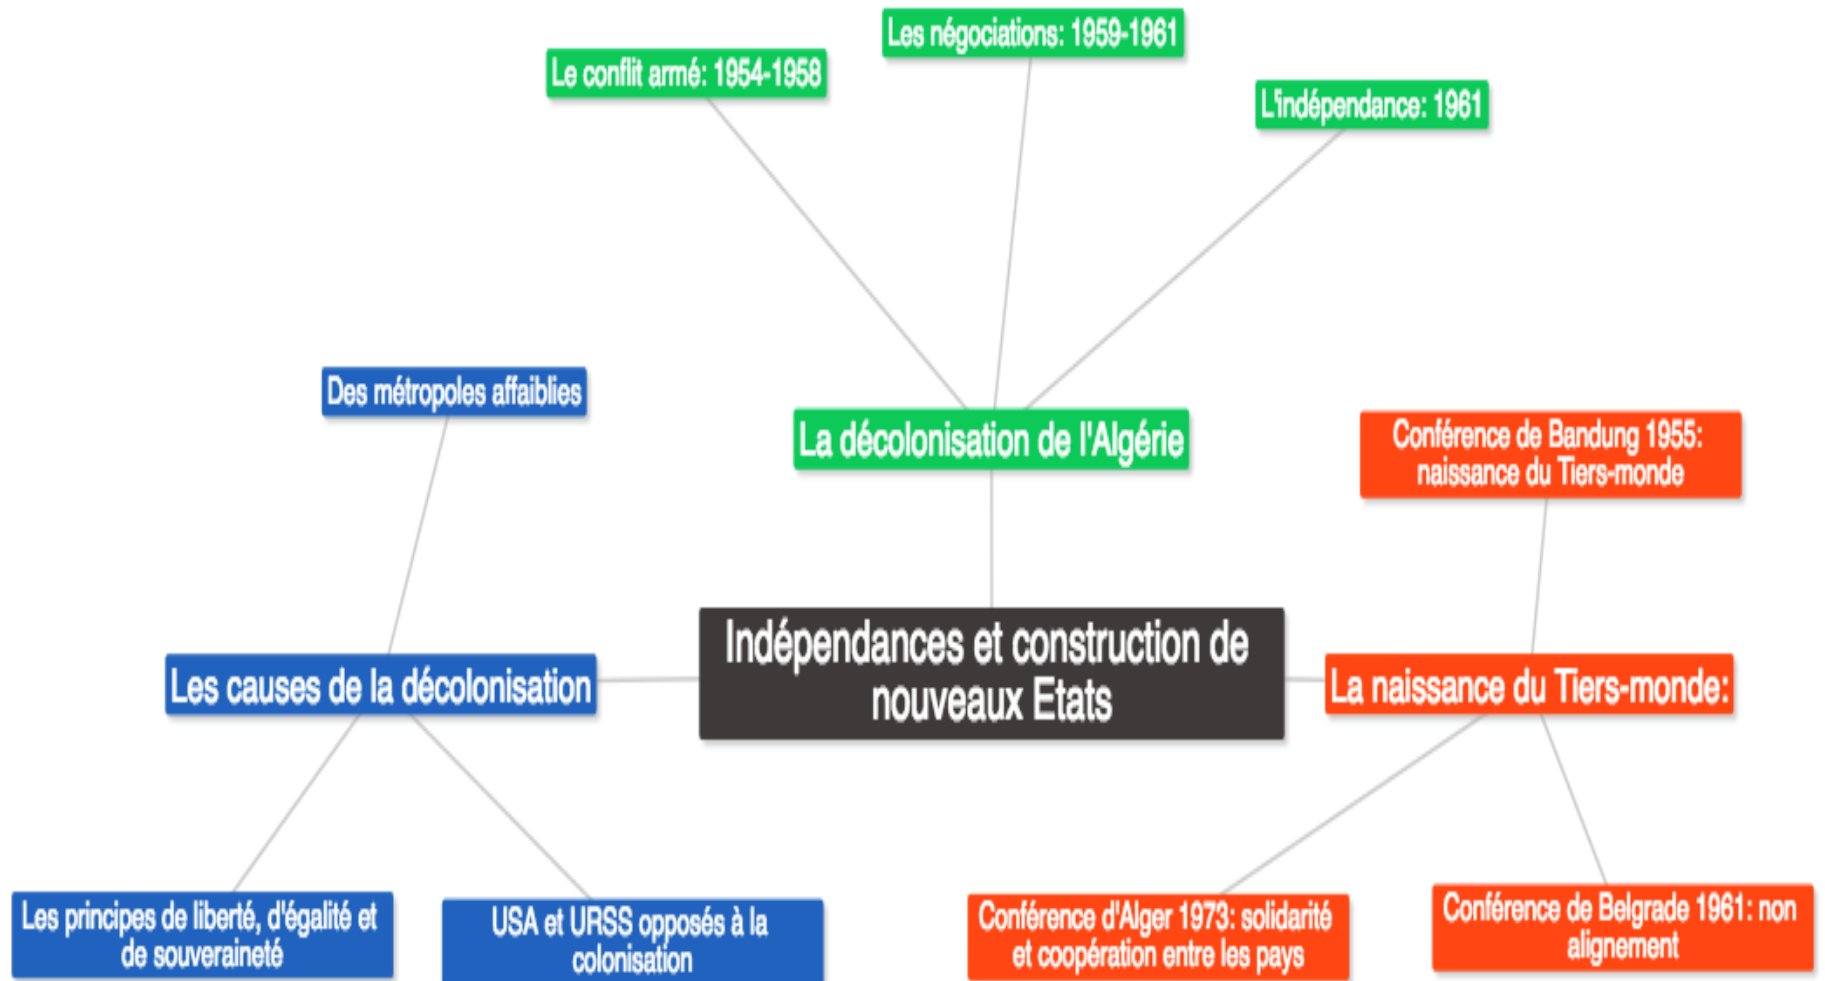 Les négociations: 1959-1961
Le conflit armé: 1954-1958
L'indépendance: 1961
Des métropoles affaiblies
La décolonisation de l'Algérie
Conférence de Bandung 1955:
naissance du Tiers-monde
Indépendances et construction de
nouveaux Etats
Les causes de la décolonisation
La naissance du Tiers-monde:
Les principes de liberté, d'égalité et
de souveraineté
USA et URSS opposés à la
colonisation
Conférence d'Alger 1973: solidarité
et coopération entre les pays
Conférence de Belgrade 1961: non
alignement